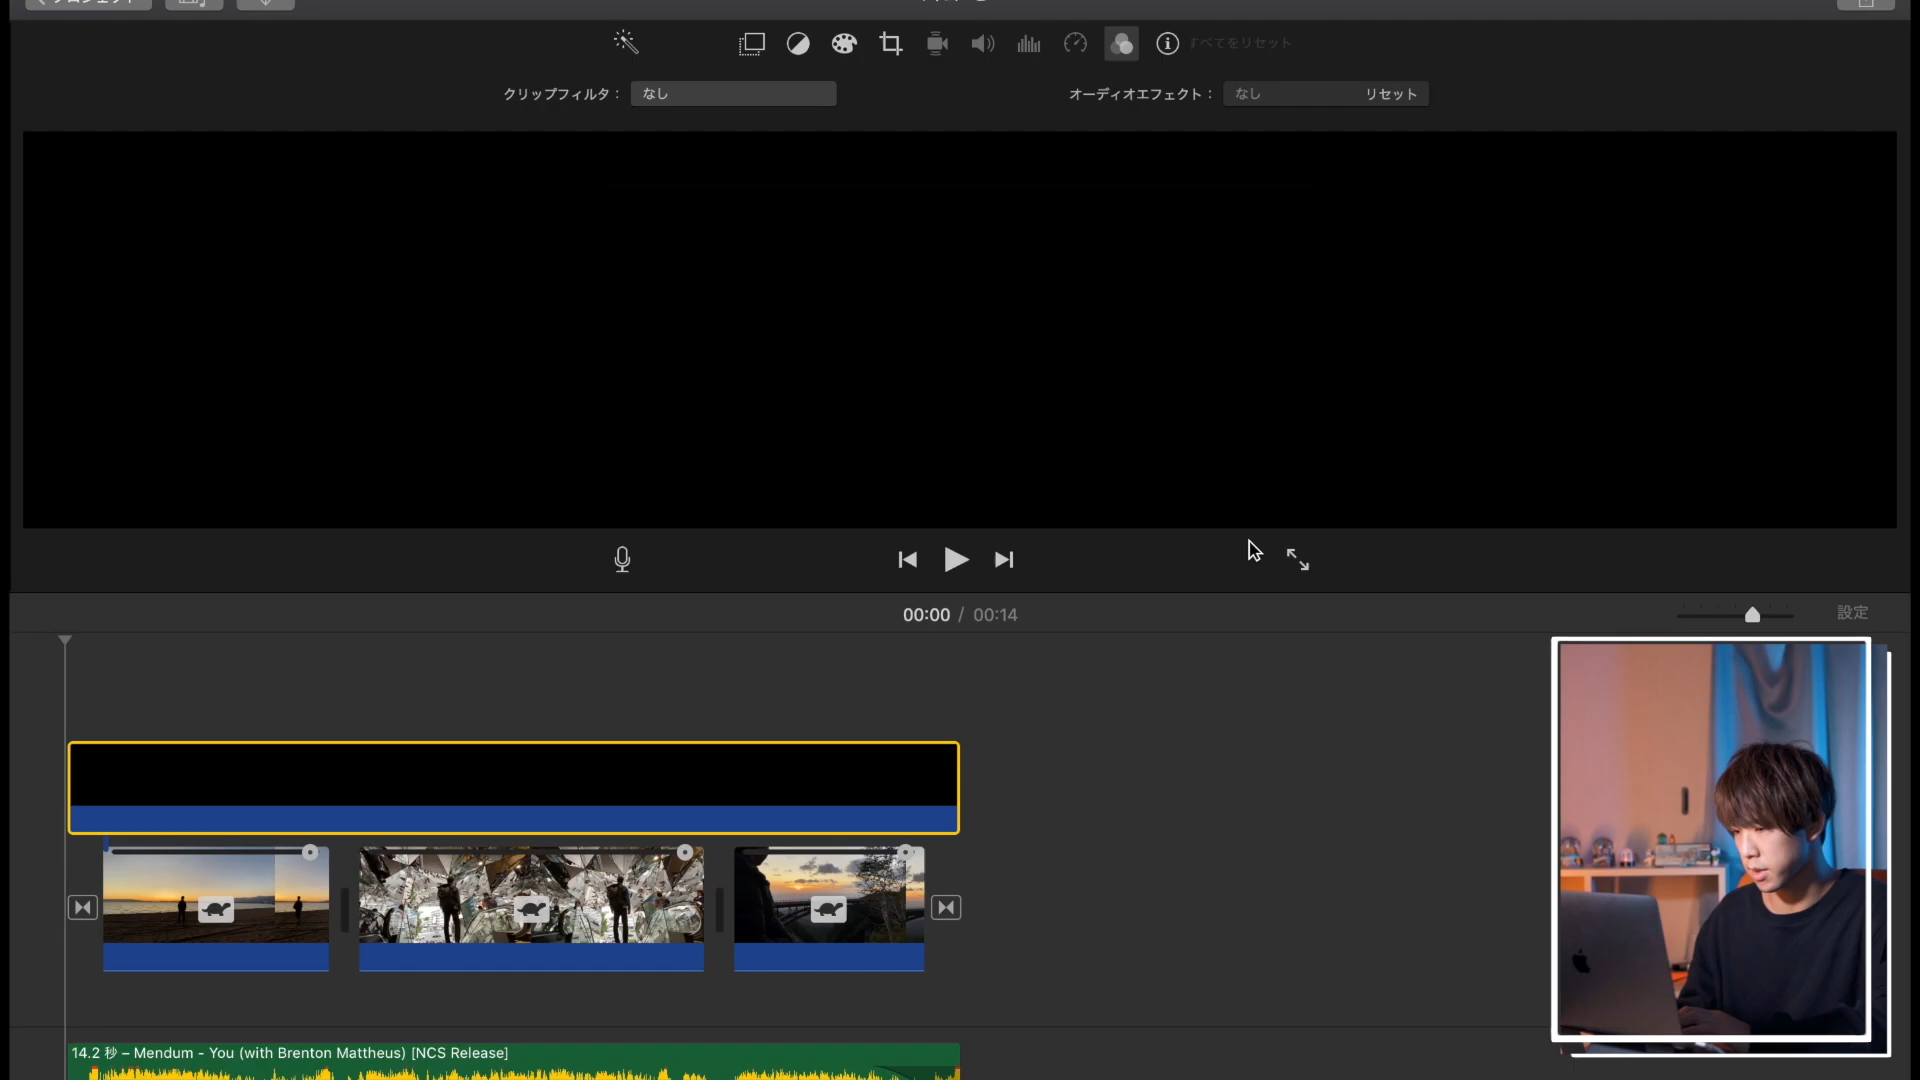 すべてをリセット
クリップフィルタ： なし
オーディオエフェクト： なし リセット
00:00 / 00:14
設定
14.2 秒 – Mendum - You (with Brenton Mattheus) [NCS Release]